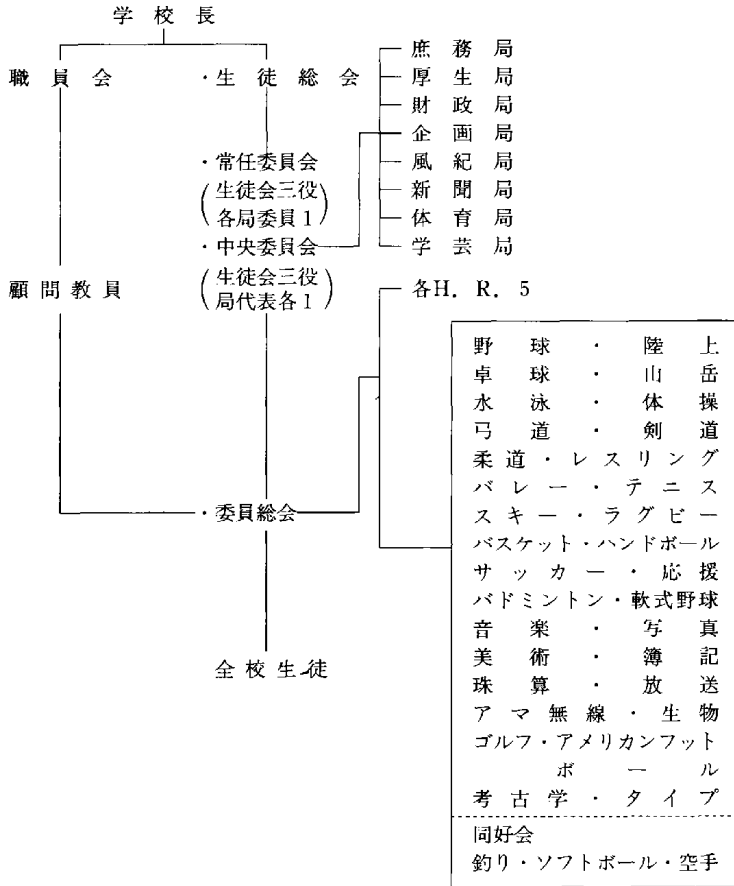 学校長
職員会
・生徒総会
庶務局
厚生局
財政局
企画局
風紀局
新聞局
体育局
学芸局
・常任委員会
(生徒会三役
各局委員1)
・中央委員会
(生徒会三役
局代表各1)
顧問教員
各H. R. 5
野球・陸上
卓球・山岳
水泳・体操
弓道・剣道
柔道・レスリング
バレー・テニス
スキー・ラグビー
バスケット・ハンドボール
サッカー・応援
バドミントン・軟式野球
音楽・写真
美術・簿記
珠算・放送
アマ無線・生物
ゴルフ・アメリカンフット
ボール
考古学・タイプ
同好会
釣り・ソフトボール・空手
・委員総会
全校生徒